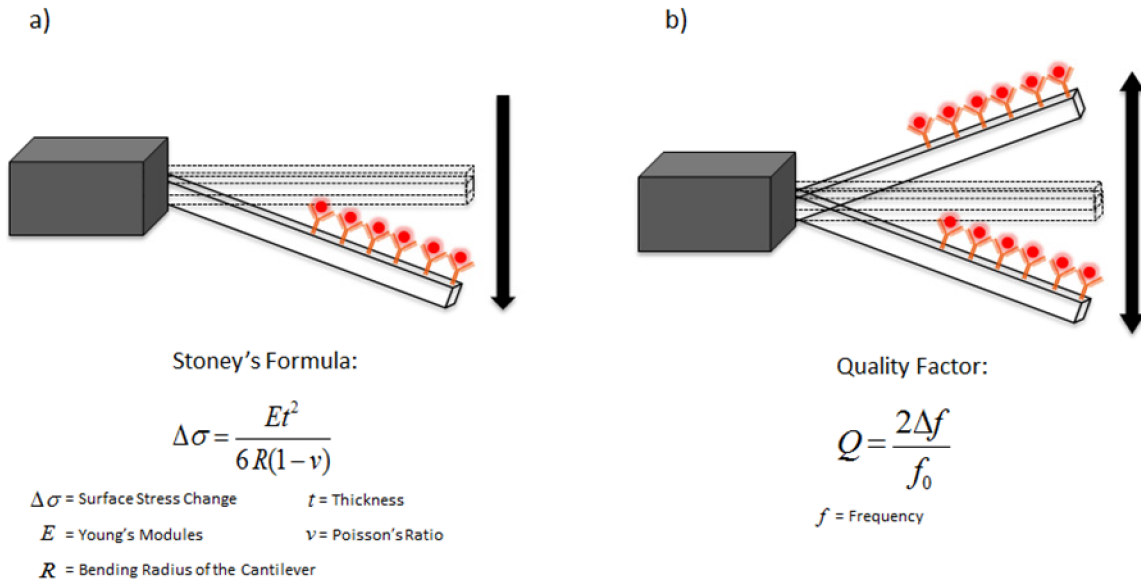 a)
Stoney's Formula:
Δσ = Et² / 6R(1−ν)
Δσ = Surface Stress Change
t = Thickness
E = Young's Modules
ν = Poisson's Ratio
R = Bending Radius of the Cantilever
b)
Quality Factor:
Q = 2Δf / f₀
f = Frequency